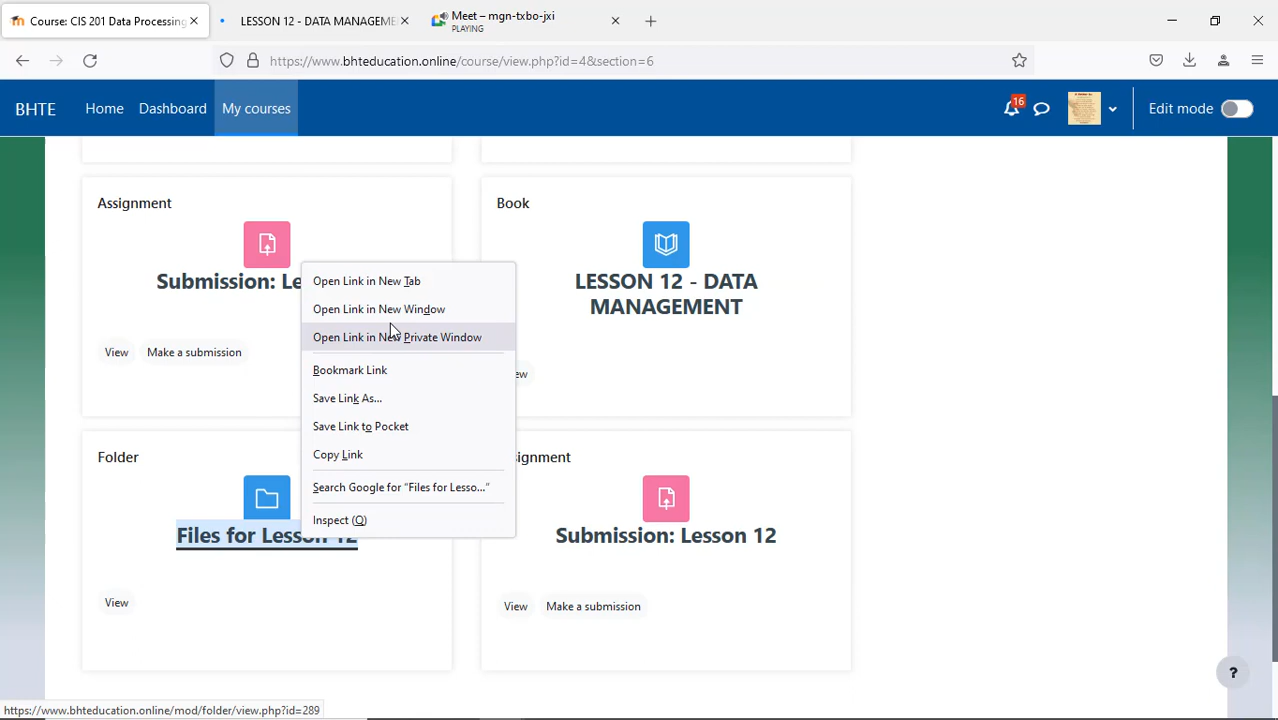 Course: CIS 201 Data Processing
LESSON 12 - DATA MANAGEME
Meet – mgn-txbo-jxi
PLAYING
https://www.bhteducation.online/course/view.php?id=4&section=6
BHTE
Home
Dashboard
My courses
16
Edit mode
Assignment
Submission: Le
View
Make a submission
Book
LESSON 12 - DATA
MANAGEMENT
ew
Open Link in New Tab
Open Link in New Window
Open Link in New Private Window
Bookmark Link
Save Link As...
Save Link to Pocket
Copy Link
Search Google for “Files for Lesso...”
Inspect (Q)
Folder
Files for Lesson 12
View
signment
Submission: Lesson 12
View
Make a submission
?
https://www.bhteducation.online/mod/folder/view.php?id=289